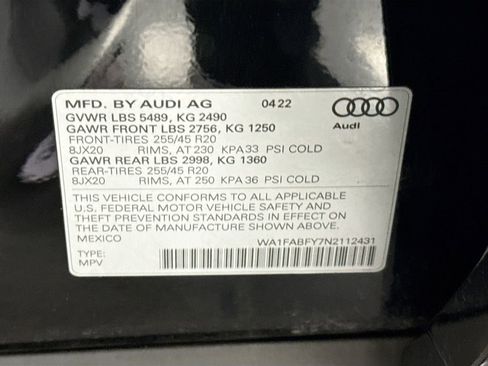 MFD. BY AUDI AG 04 22
GVWR LBS 5489, KG 2490
GAWR FRONT LBS 2756, KG 1250
FRONT-TIRES 255/45 R20
8JX20 RIMS, AT 230 KPA 33 PSI COLD
GAWR REAR LBS 2998, KG 1360
REAR-TIRES 255/45 R20
8JX20 RIMS, AT 250 KPA 36 PSI COLD
Audi
THIS VEHICLE CONFORMS TO ALL APPLICABLE
U.S. FEDERAL MOTOR VEHICLE SAFETY AND
THEFT PREVENTION STANDARDS IN EFFECT ON
THE DATE OF MANUFACTURE SHOWN ABOVE.
MEXICO
WA1FABFY7N2112431
TYPE:
MPV